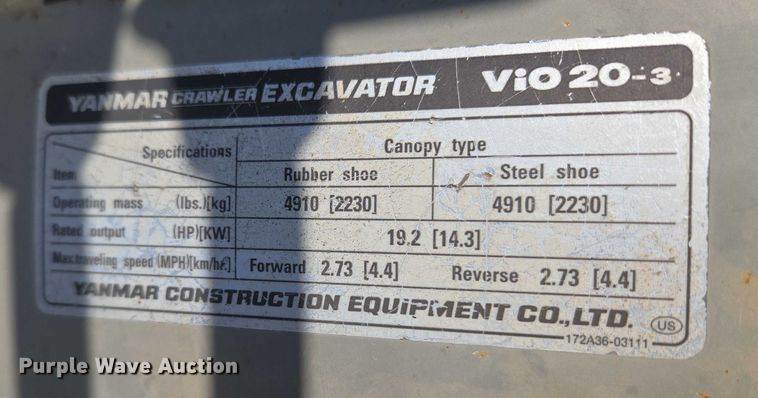 YANMAR CRAWLER EXCAVATOR ViO 20-3
Specifications Canopy type
Item Rubber shoe Steel shoe
Operating mass (lbs.)[kg] 4910 [2230] 4910 [2230]
Rated output (HP)[KW] 19.2 [14.3]
Max.traveling speed (MPH)[km/hr.] Forward 2.73 [4.4] Reverse 2.73 [4.4]
YANMAR CONSTRUCTION EQUIPMENT CO.,LTD. US
172A36-03111
Purple Wave Auction